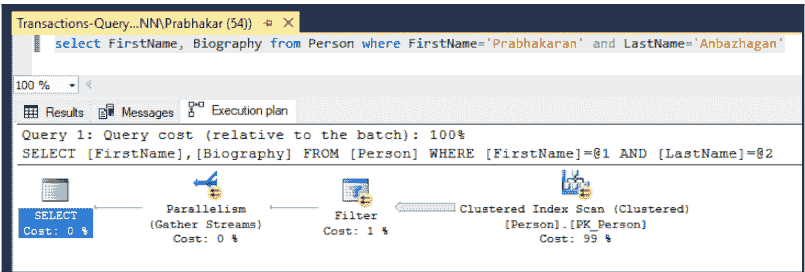 Transactions-Query...NN\Prabhakar (54))
select FirstName, Biography from Person where FirstName='Prabhakaran' and LastName='Anbazhagan'
100 %
Results Messages Execution plan
Query 1: Query cost (relative to the batch): 100%
SELECT [FirstName],[Biography] FROM [Person] WHERE [FirstName]=@1 AND [LastName]=@2
SELECT
Cost: 0 %
Parallelism
(Gather Streams)
Cost: 0 %
Filter
Cost: 1 %
Clustered Index Scan (Clustered)
[Person].[PK_Person]
Cost: 99 %